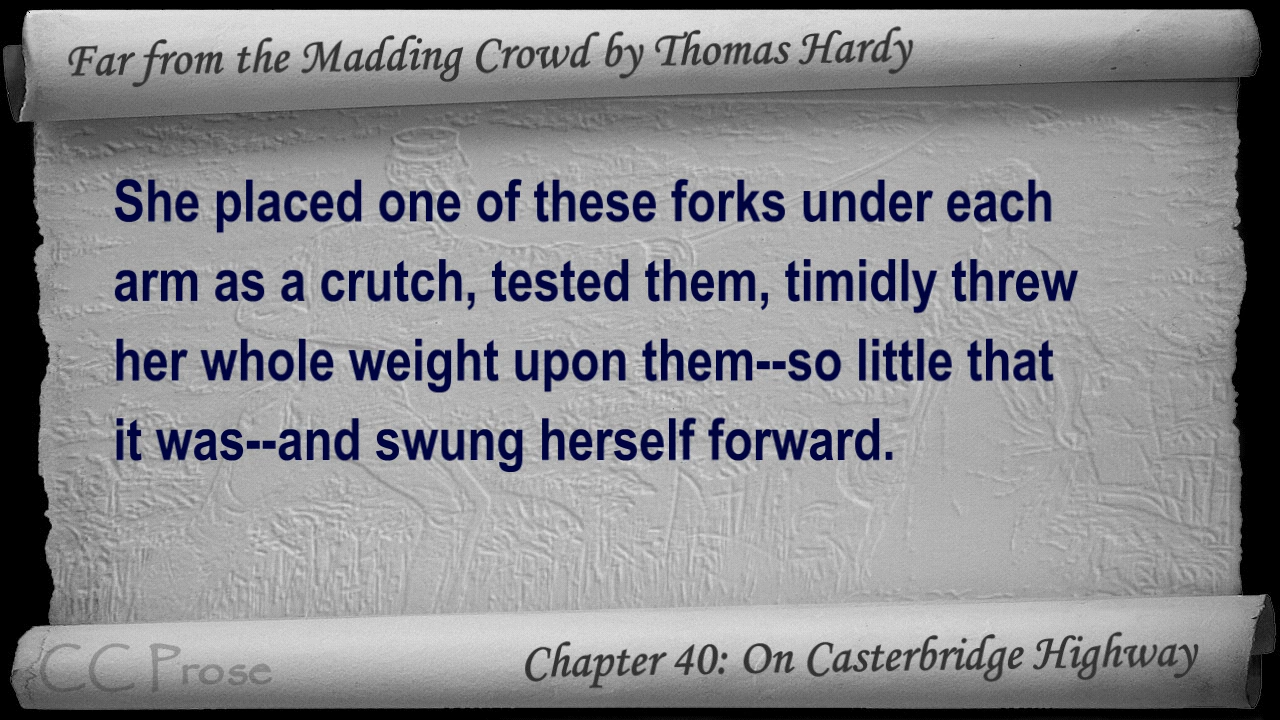 Far from the Madding Crowd by Thomas Hardy
She placed one of these forks under each
arm as a crutch, tested them, timidly threw
her whole weight upon them--so little that
it was--and swung herself forward.
CC Prose
Chapter 40: On Casterbridge Highway